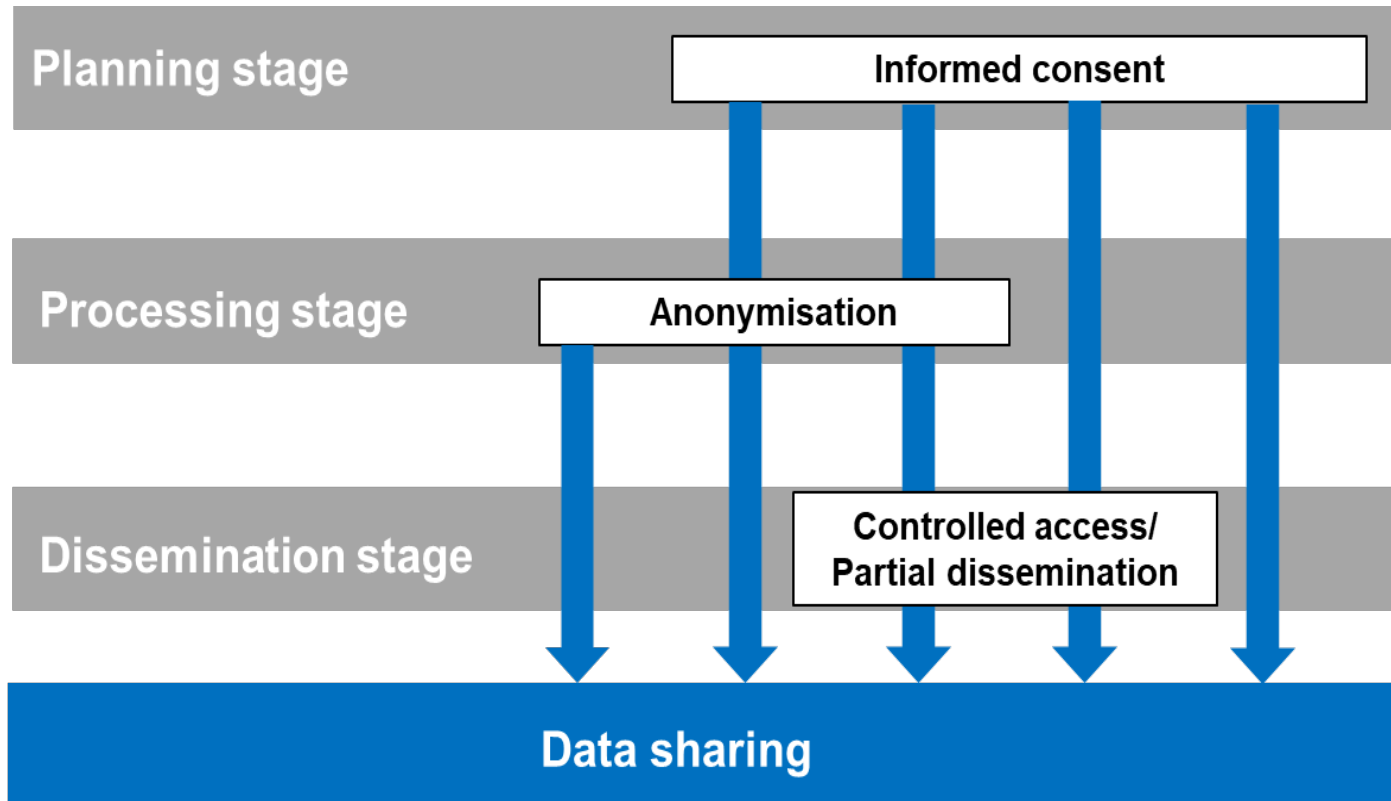 Planning stage
Informed consent
Processing stage
Anonymisation
Dissemination stage
Controlled access/
Partial dissemination
Data sharing